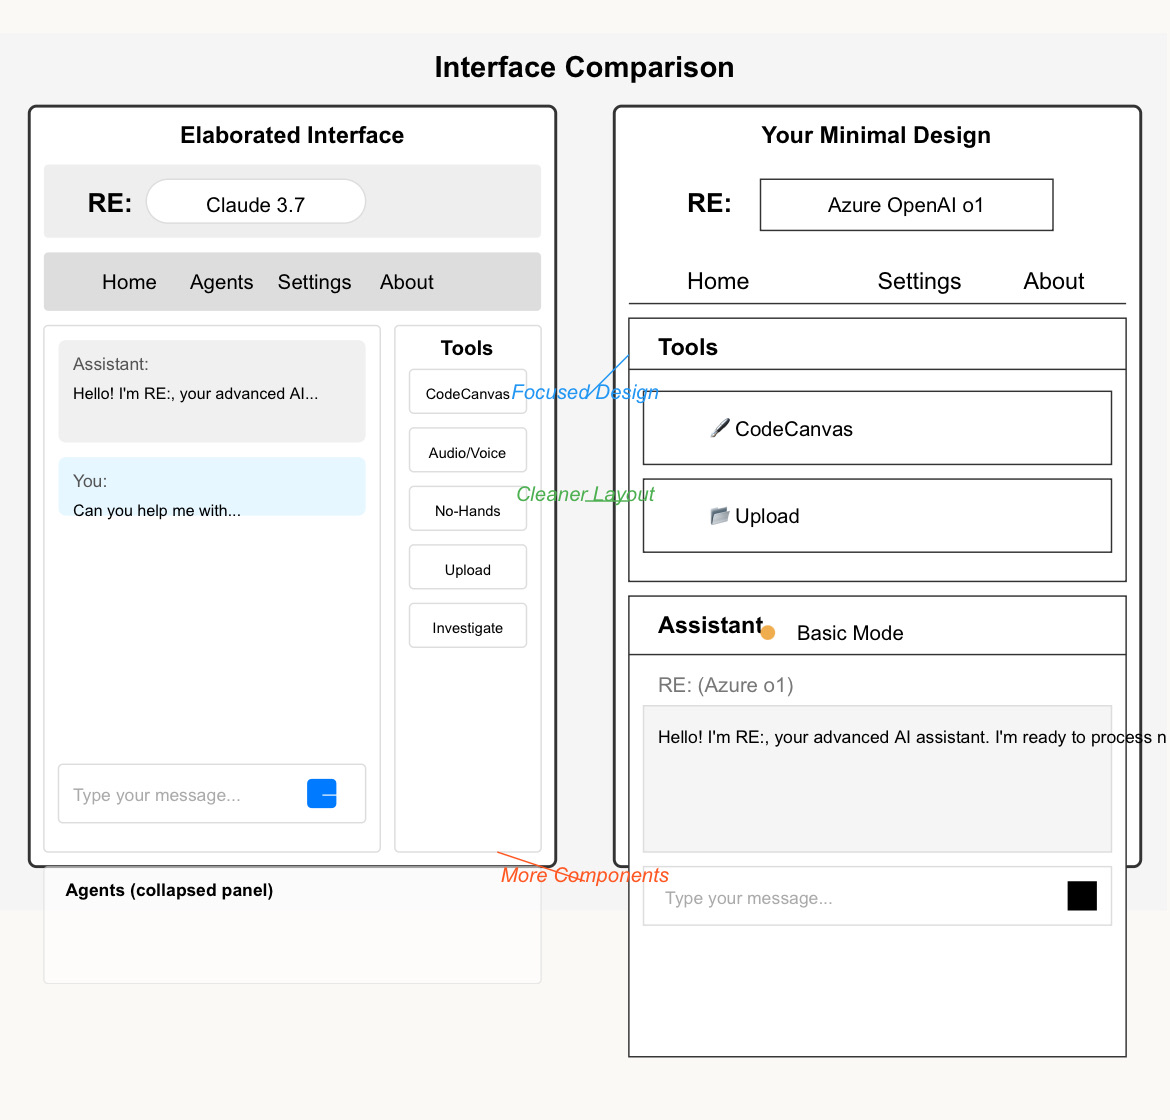 Interface Comparison
Elaborated Interface
RE:
Claude 3.7
Home Agents Settings About
Assistant:
Hello! I'm RE:, your advanced AI...
You:
Can you help me with...
Type your message...
Tools
CodeCanvas
Audio/Voice
No-Hands
Upload
Investigate
Agents (collapsed panel)
Focused Design
Cleaner Layout
More Components
Your Minimal Design
RE:
Azure OpenAI o1
Home Settings About
Tools
CodeCanvas
Upload
Assistant
Basic Mode
RE: (Azure o1)
Hello! I'm RE:, your advanced AI assistant. I'm ready to process n
Type your message...